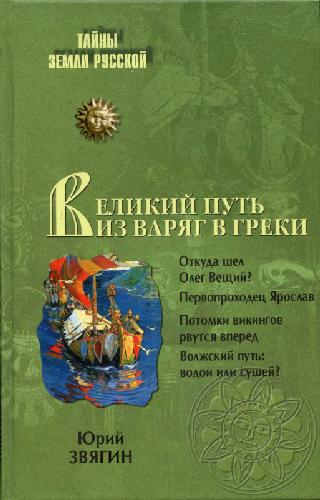 ТАЙНЫ
ЗЕМЛИ РУССКОЙ
ВЕЛИКИЙ ПУТЬ
ИЗ ВАРЯГ В ГРЕКИ
Откуда шел
Олег Вещий?
Первопроходец Ярослав
Потомки викингов
рвутся вперед
Волжский путь:
водой или сушей?
Юрий
ЗВЯГИН